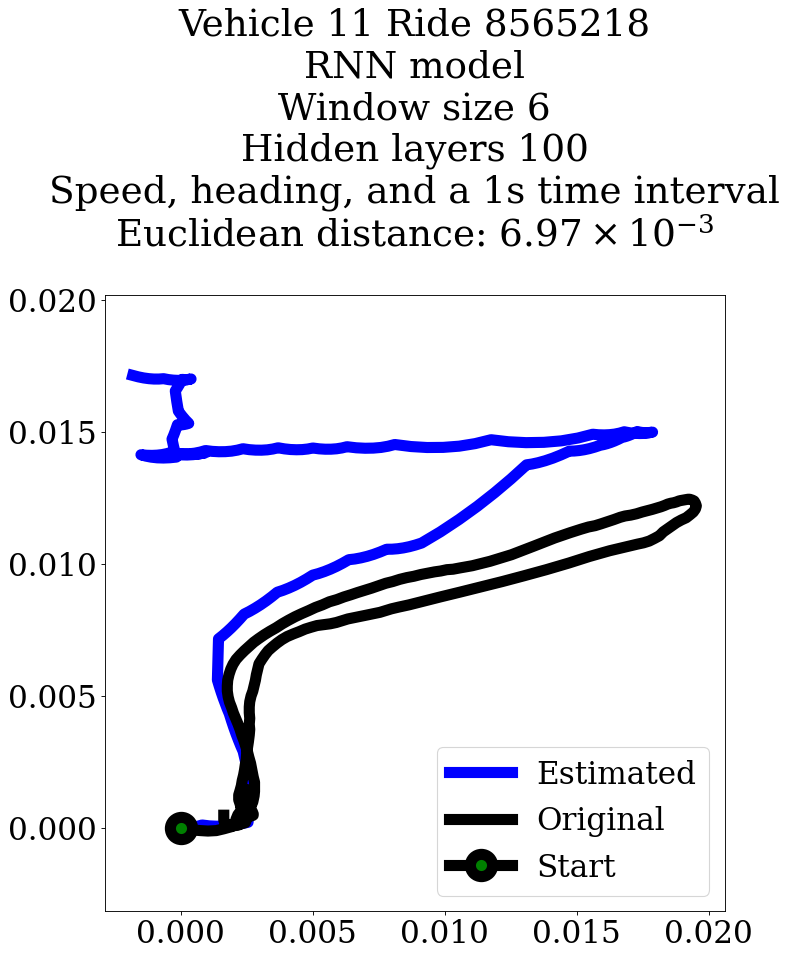 Vehicle 11 Ride 8565218
RNN model
Window size 6
Hidden layers 100
Speed, heading, and a 1s time interval
Euclidean distance: 6.97 × 10⁻³
0.020
0.015
0.010
0.005
0.000
Estimated
Original
Start
0.000 0.005 0.010 0.015 0.020